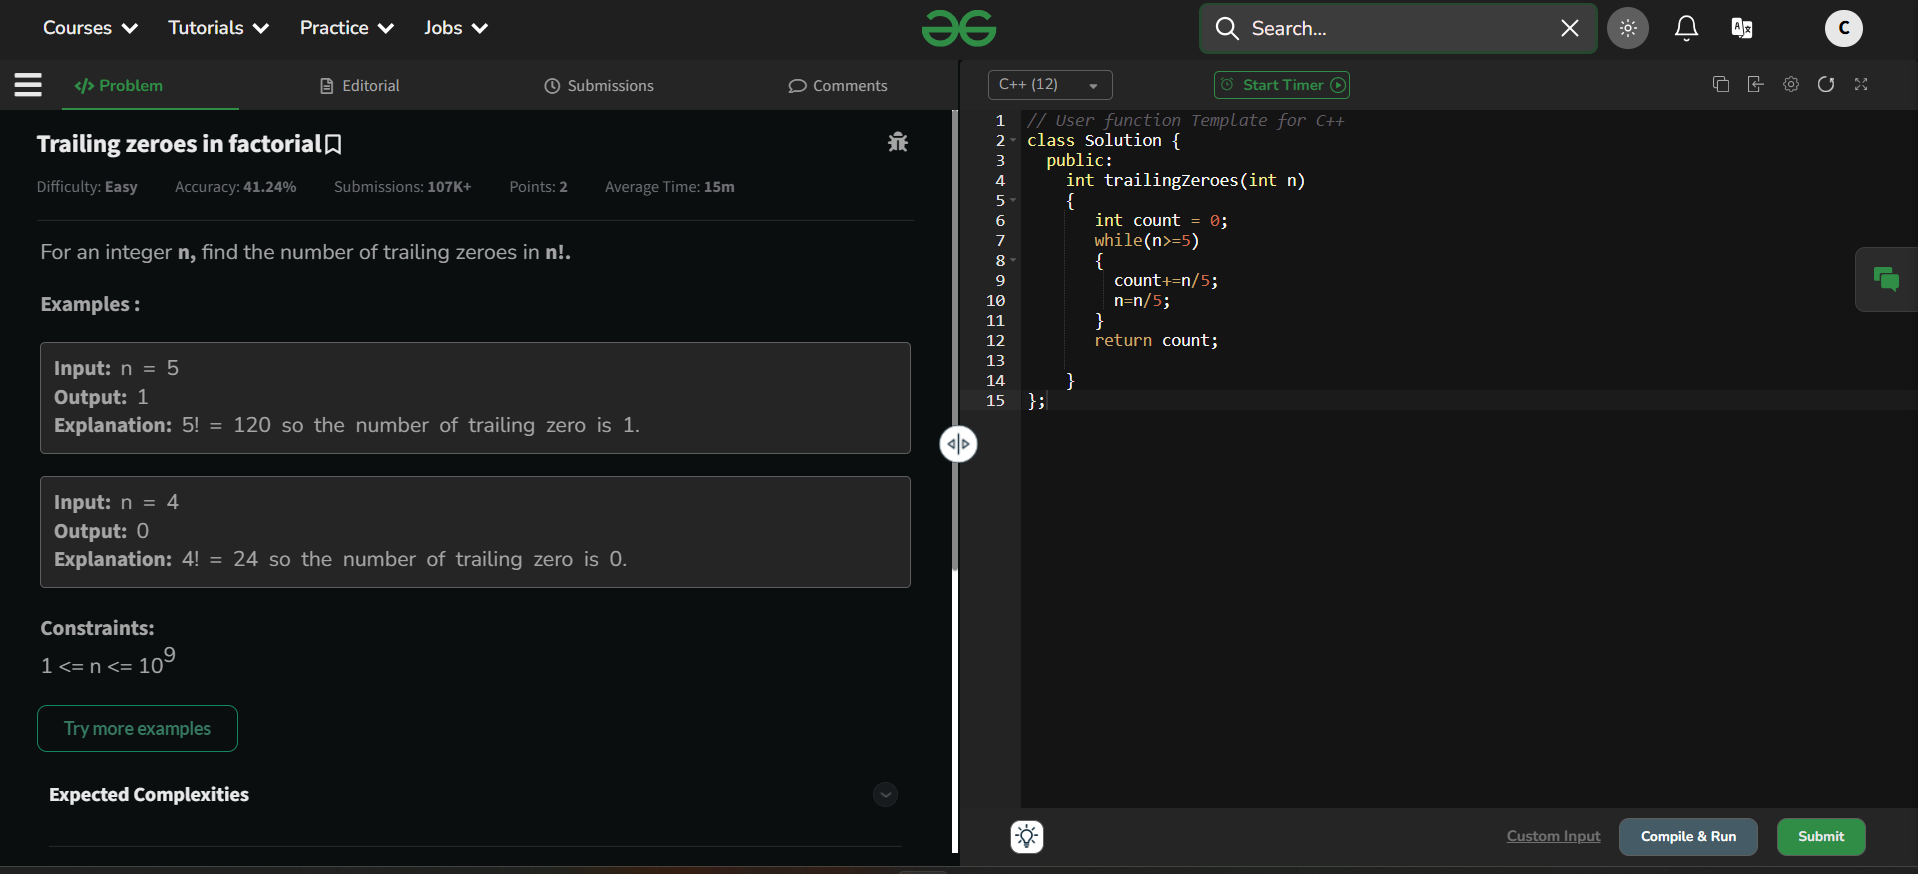 Courses Tutorials Practice Jobs Search... C
Problem Editorial Submissions Comments
Trailing zeroes in factorial
Difficulty: Easy Accuracy: 41.24% Submissions: 107K+ Points: 2 Average Time: 15m
For an integer n, find the number of trailing zeroes in n!.
Examples :
Input: n = 5
Output: 1
Explanation: 5! = 120 so the number of trailing zero is 1.
Input: n = 4
Output: 0
Explanation: 4! = 24 so the number of trailing zero is 0.
Constraints:
1 <= n <= 10⁹
Try more examples
Expected Complexities
C++ (12) Start Timer
1 // User function Template for C++
2 class Solution {
3 public:
4 int trailingZeroes(int n)
5 {
6 int count = 0;
7 while(n>=5)
8 {
9 count+=n/5;
10 n=n/5;
11 }
12 return count;
13
14 }
15 };
Custom Input Compile & Run Submit